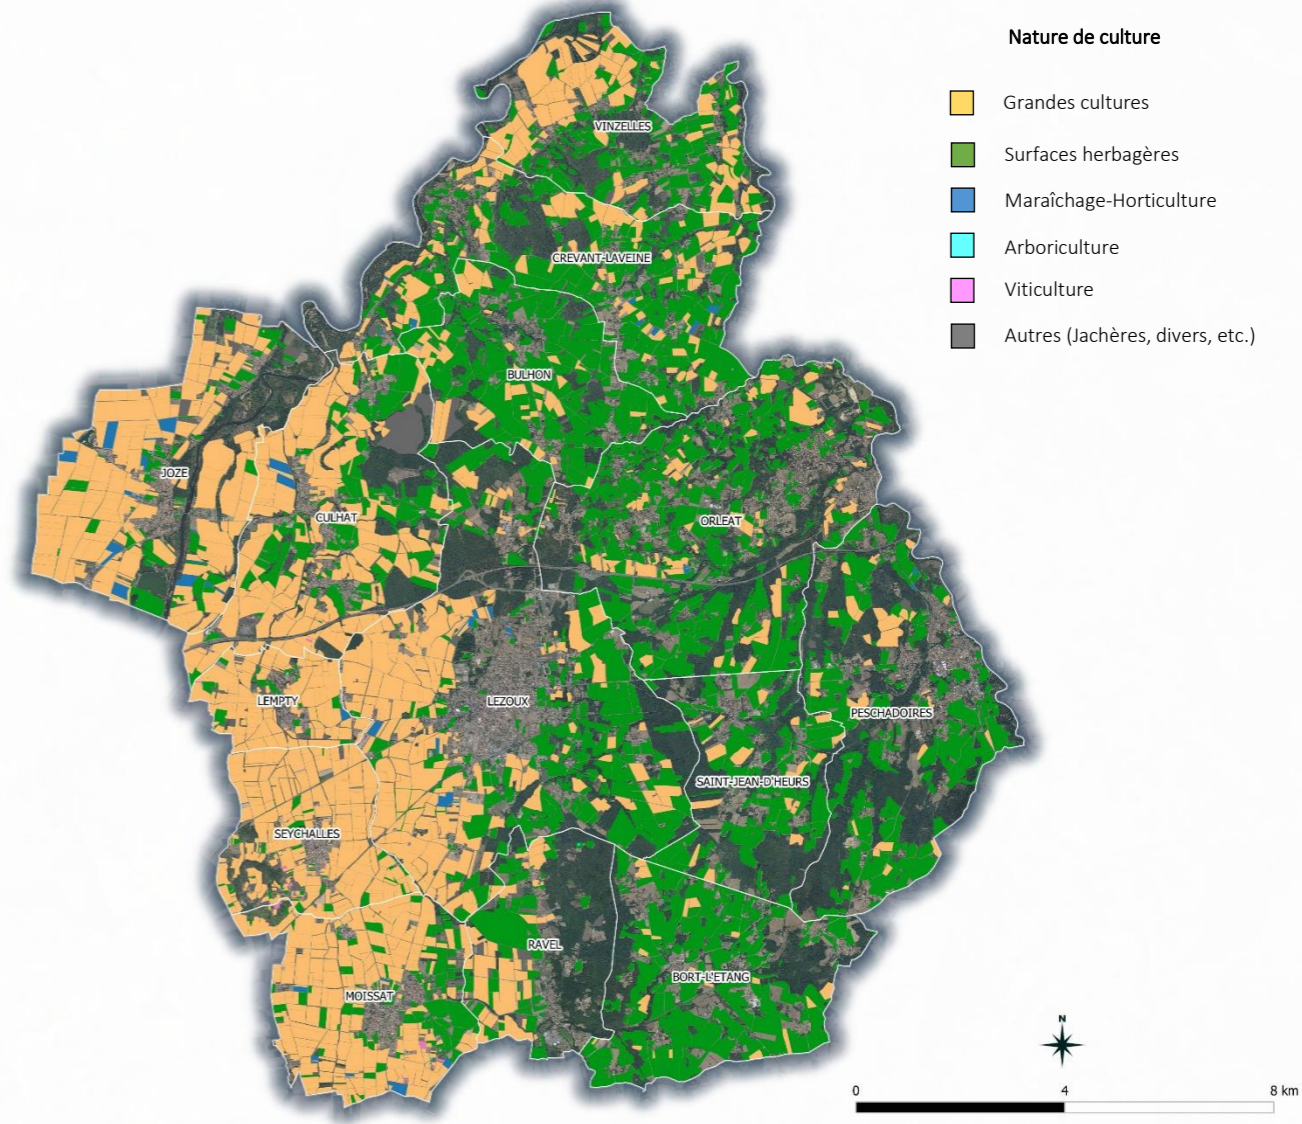 Nature de culture
Grandes cultures
Surfaces herbagères
Maraîchage-Horticulture
Arboriculture
Viticulture
Autres (Jachères, divers, etc.)
VINZELLES
CREVANT-LAVEINE
BULHON
JOZE
CULHAT
ORLEAT
LEMPTY
LEZOUX
PESCHADOIRES
SAINT-JEAN-D'HEURS
SEYCHALLES
RAVEL
BORT-L'ETANG
MOISSAT
N
0 4 8 km